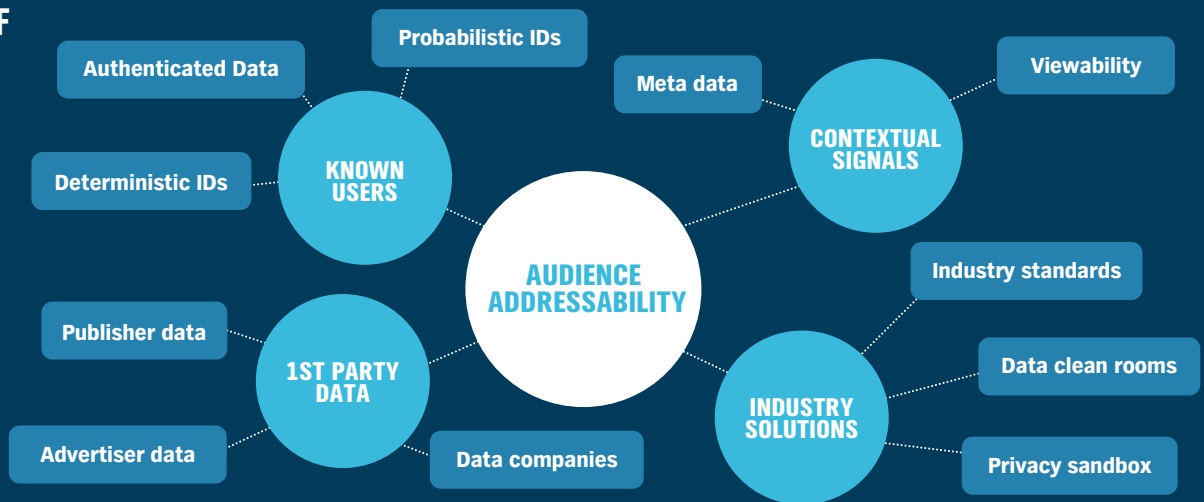 F
Probabilistic IDs
Authenticated Data
Deterministic IDs
KNOWN
USERS
Meta data
Viewability
CONTEXTUAL
SIGNALS
AUDIENCE
ADDRESSABILITY
Publisher data
1ST PARTY
DATA
Advertiser data
Data companies
Industry standards
Data clean rooms
INDUSTRY
SOLUTIONS
Privacy sandbox